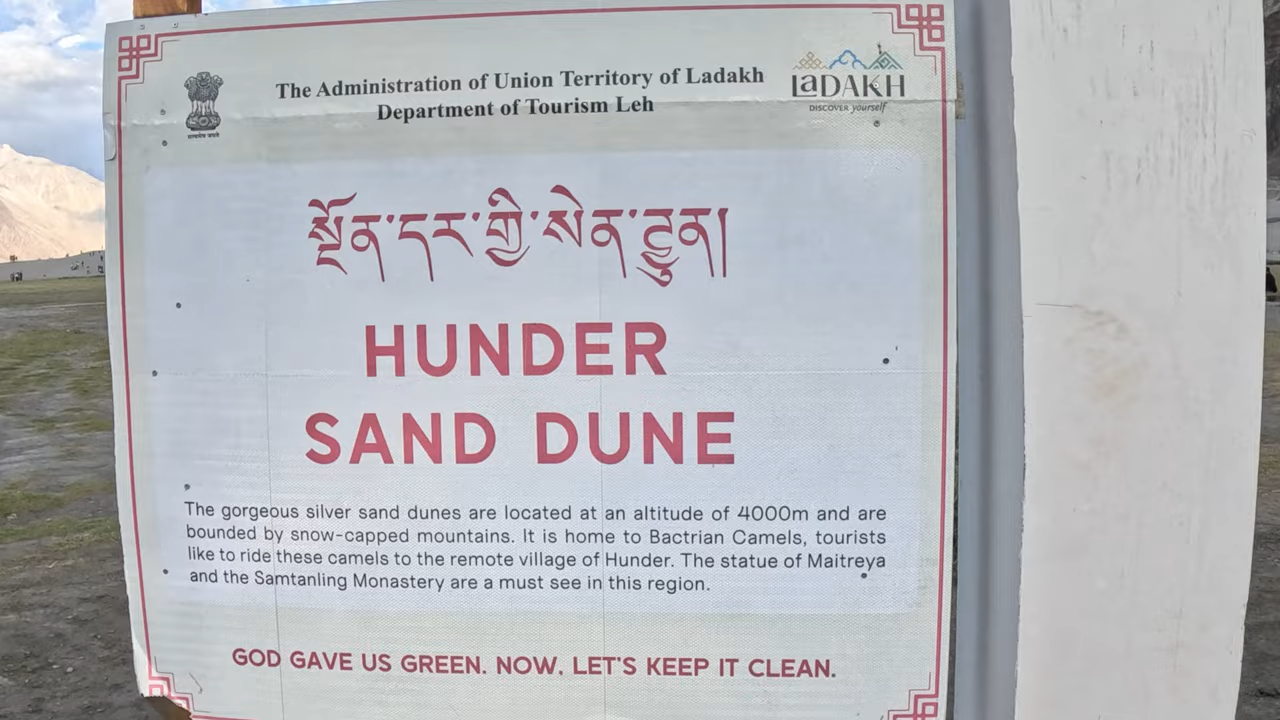 The Administration of Union Territory of Ladakh
Department of Tourism Leh
सत्यमेव जयते
LaDAKH
DISCOVER yourself
སྔོན་དར་གྱི་སེན་ཌྷུན།
HUNDER
SAND DUNE
The gorgeous silver sand dunes are located at an altitude of 4000m and are
bounded by snow-capped mountains. It is home to Bactrian Camels, tourists
like to ride these camels to the remote village of Hunder. The statue of Maitreya
and the Samtanling Monastery are a must see in this region.
GOD GAVE US GREEN. NOW, LET'S KEEP IT CLEAN.